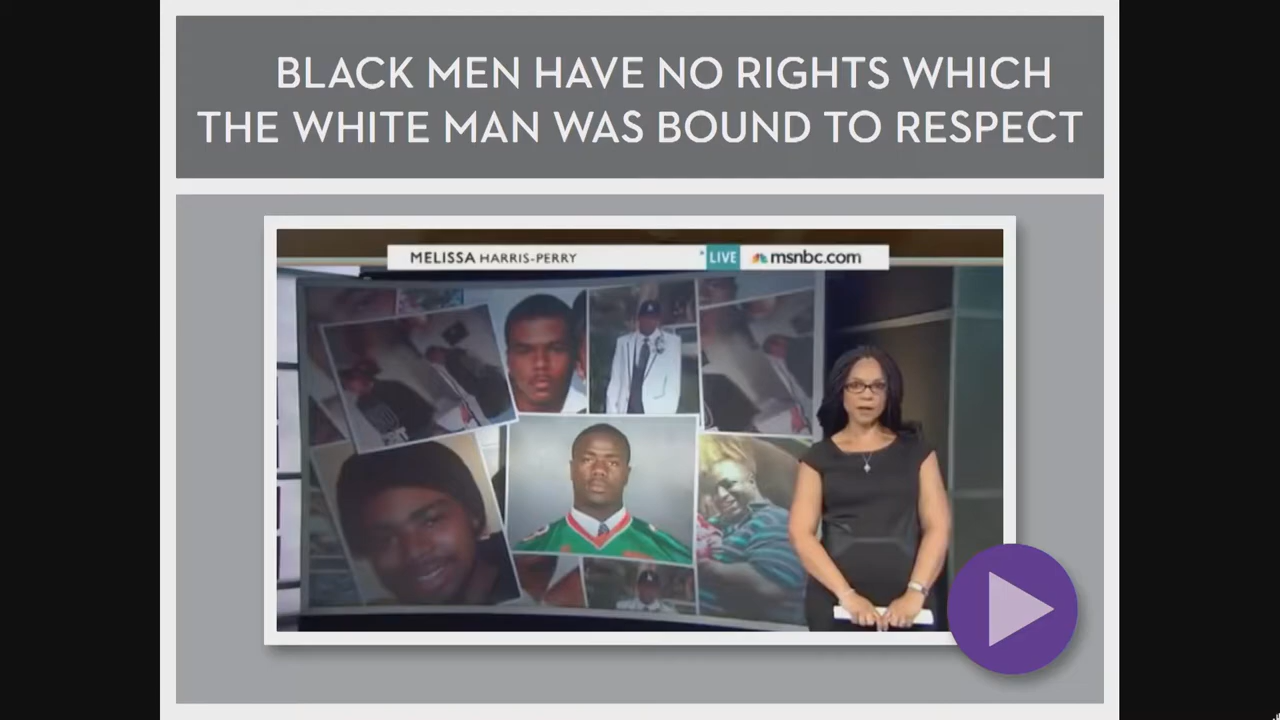 BLACK MEN HAVE NO RIGHTS WHICH
THE WHITE MAN WAS BOUND TO RESPECT
MELISSA HARRIS-PERRY
LIVE
msnbc.com